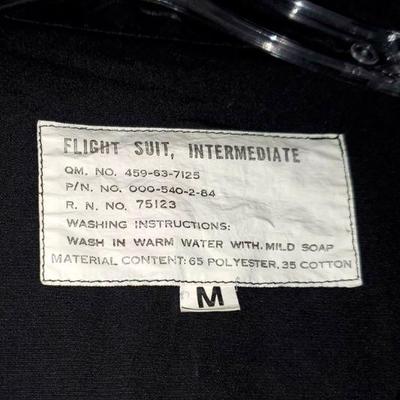 FLIGHT SUIT, INTERMEDIATE
QM. NO. 459-63-7125
P/N. NO. 000-540-2-84
R. N. NO. 75123
WASHING INSTRUCTIONS:
WASH IN WARM WATER WITH. MILD SOAP
MATERIAL CONTENT: 65 POLYESTER, 35 COTTON
M